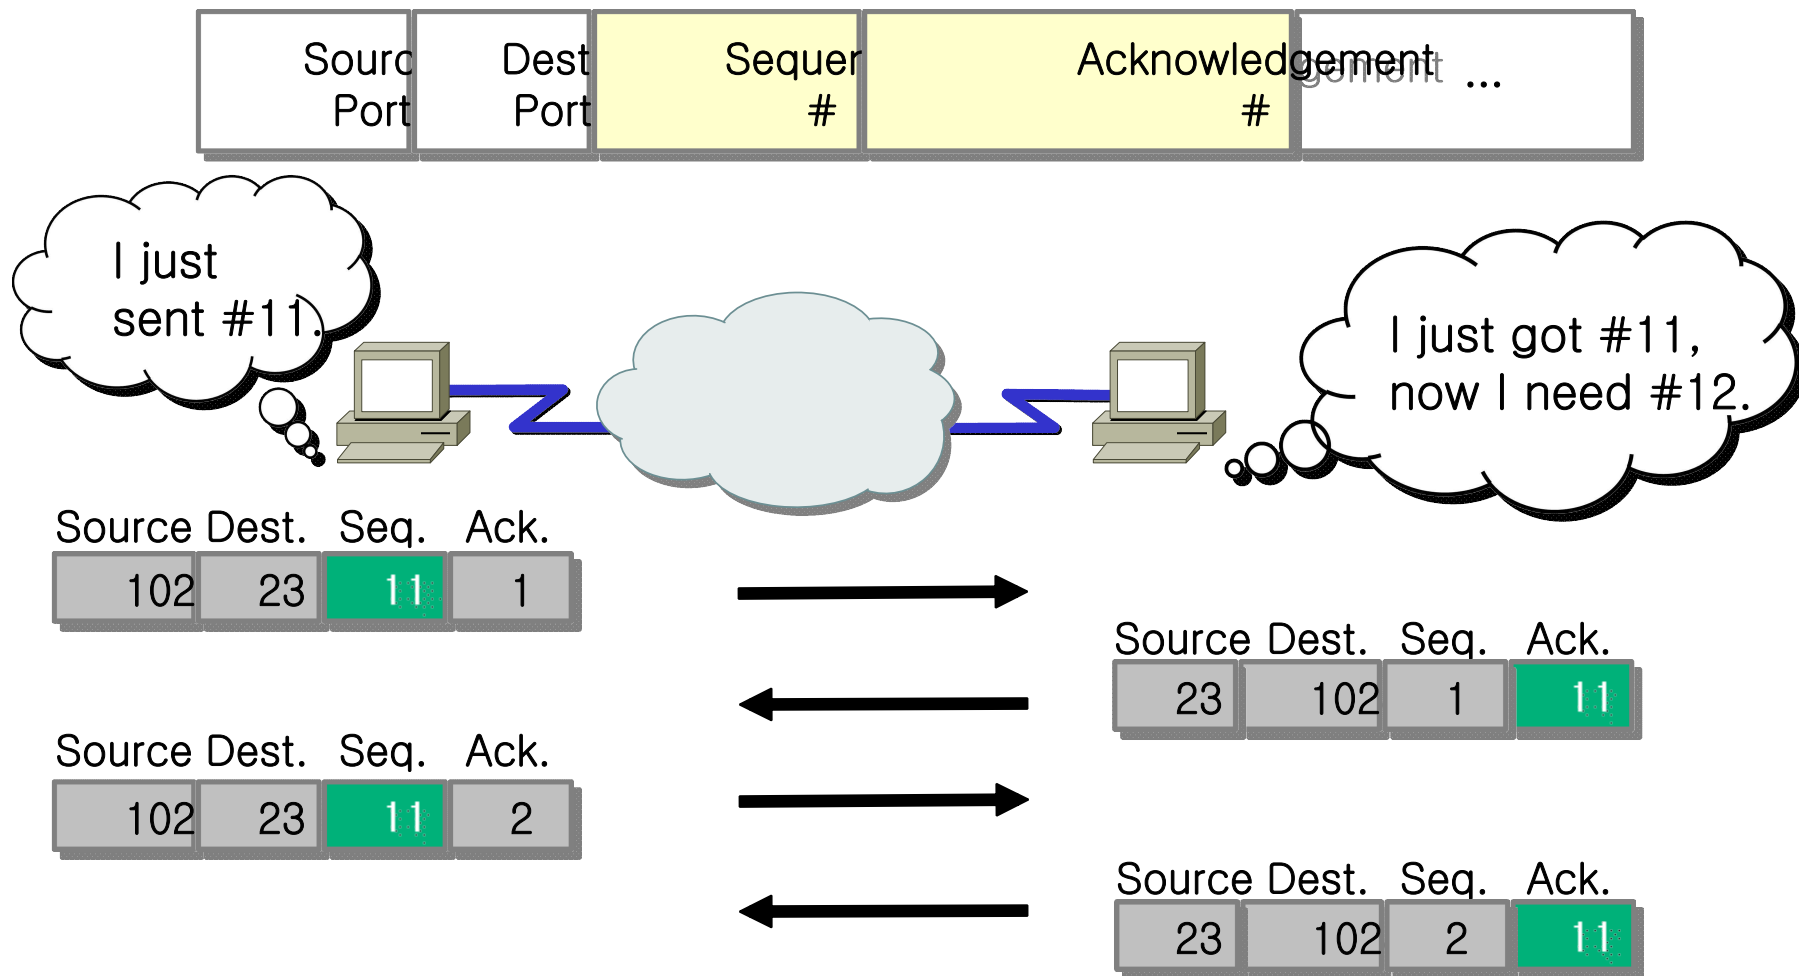 Sourc
Port
Dest
Port
Sequer
#
Acknowledgement
#
...
I just
sent #11.
I just got #11,
now I need #12.
Source Dest. Seq. Ack.
102 23 11 1
Source Dest. Seq. Ack.
23 102 1 11
Source Dest. Seq. Ack.
102 23 11 2
Source Dest. Seq. Ack.
23 102 2 11